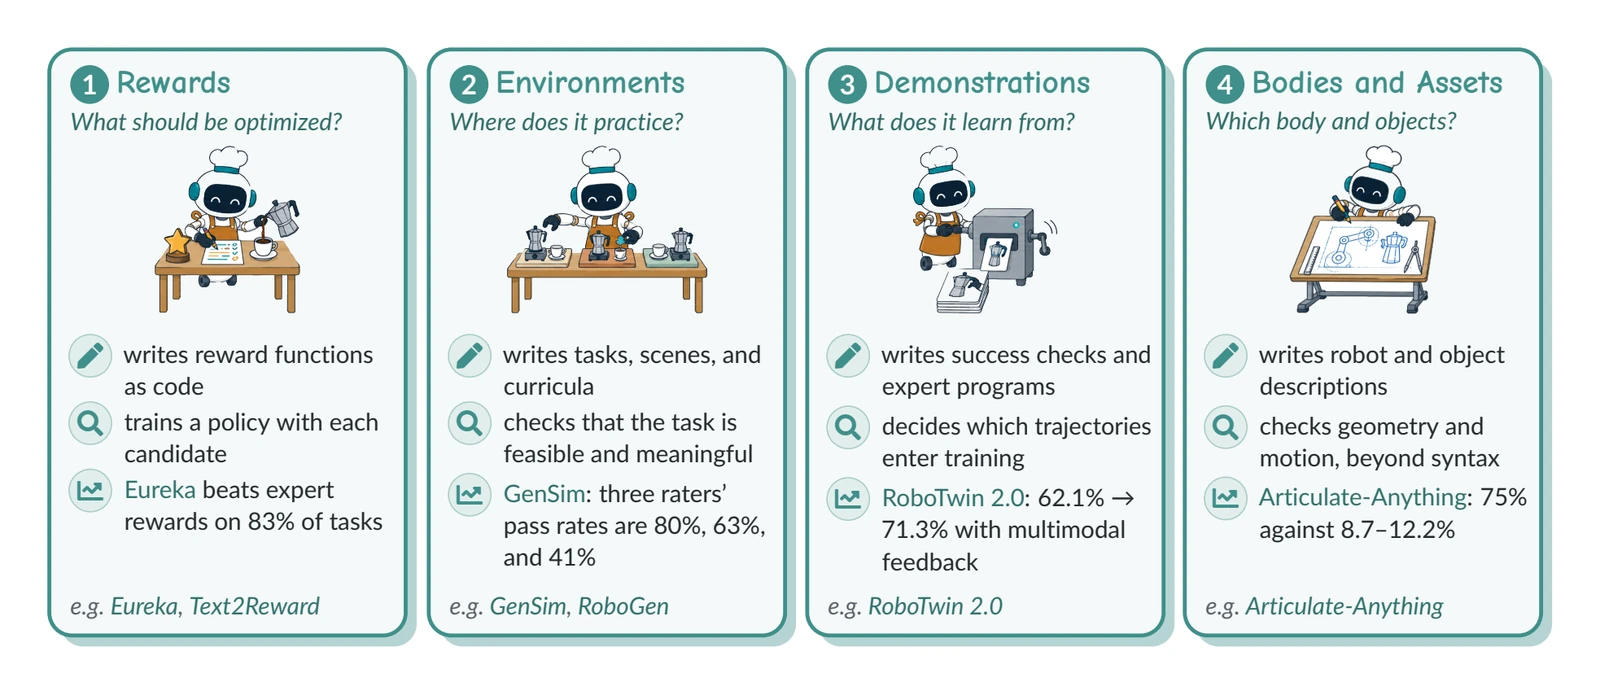 1 Rewards
What should be optimized?
writes reward functions
as code
trains a policy with each
candidate
Eureka beats expert
rewards on 83% of tasks
e.g. Eureka, Text2Reward
2 Environments
Where does it practice?
writes tasks, scenes, and
curricula
checks that the task is
feasible and meaningful
GenSim: three raters’
pass rates are 80%, 63%,
and 41%
e.g. GenSim, RoboGen
3 Demonstrations
What does it learn from?
writes success checks and
expert programs
decides which trajectories
enter training
RoboTwin 2.0: 62.1% →
71.3% with multimodal
feedback
e.g. RoboTwin 2.0
4 Bodies and Assets
Which body and objects?
writes robot and object
descriptions
checks geometry and
motion, beyond syntax
Articulate-Anything: 75%
against 8.7–12.2%
e.g. Articulate-Anything